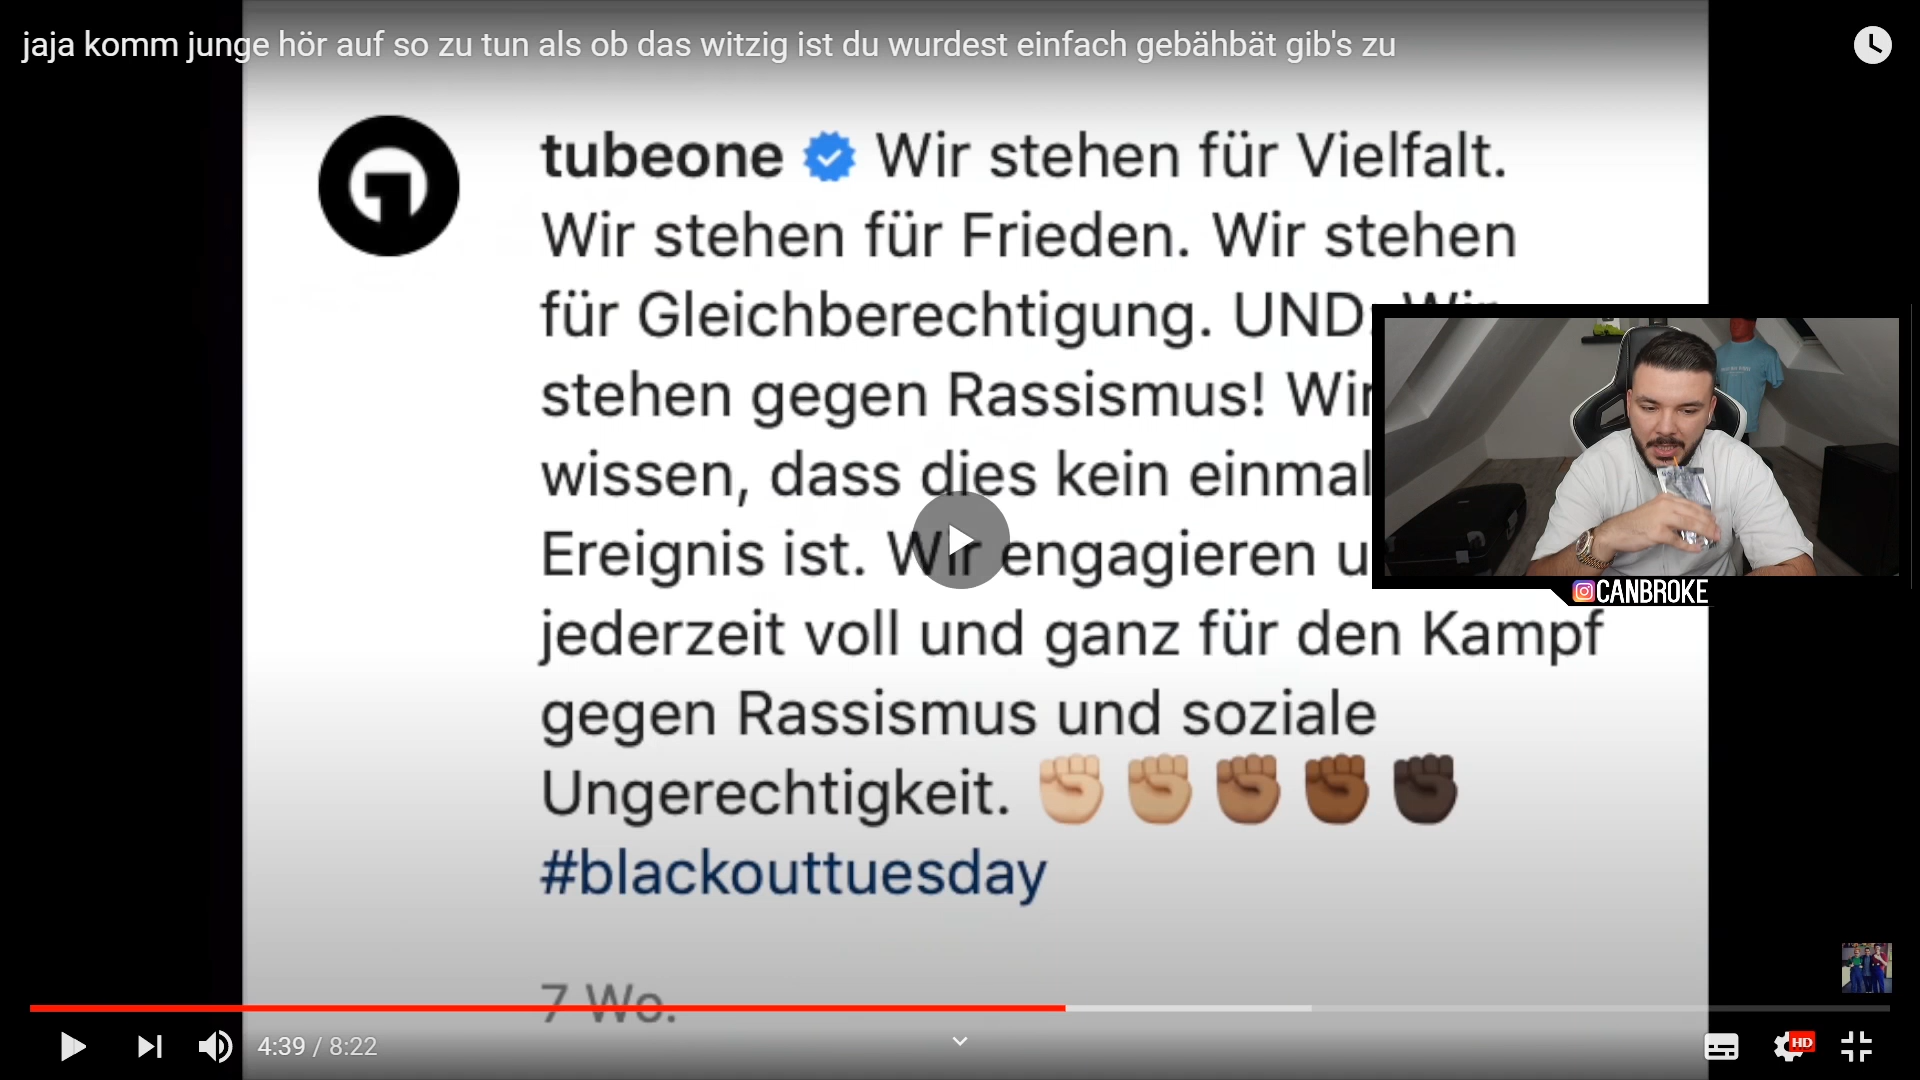 jaja komm junge hör auf so zu tun als ob das witzig ist du wurdest einfach gebähbät gib's zu
tubeone Wir stehen für Vielfalt.
Wir stehen für Frieden. Wir stehen
für Gleichberechtigung. UND: Wir
stehen gegen Rassismus! Wir
wissen, dass dies kein einmal
Ereignis ist. Wir engagieren u
jederzeit voll und ganz für den Kampf
gegen Rassismus und soziale
Ungerechtigkeit. ✊🏻✊🏼✊🏽✊🏾✊🏿
#blackouttuesday
7 Wo.
CANBROKE
4:39 / 8:22
HD